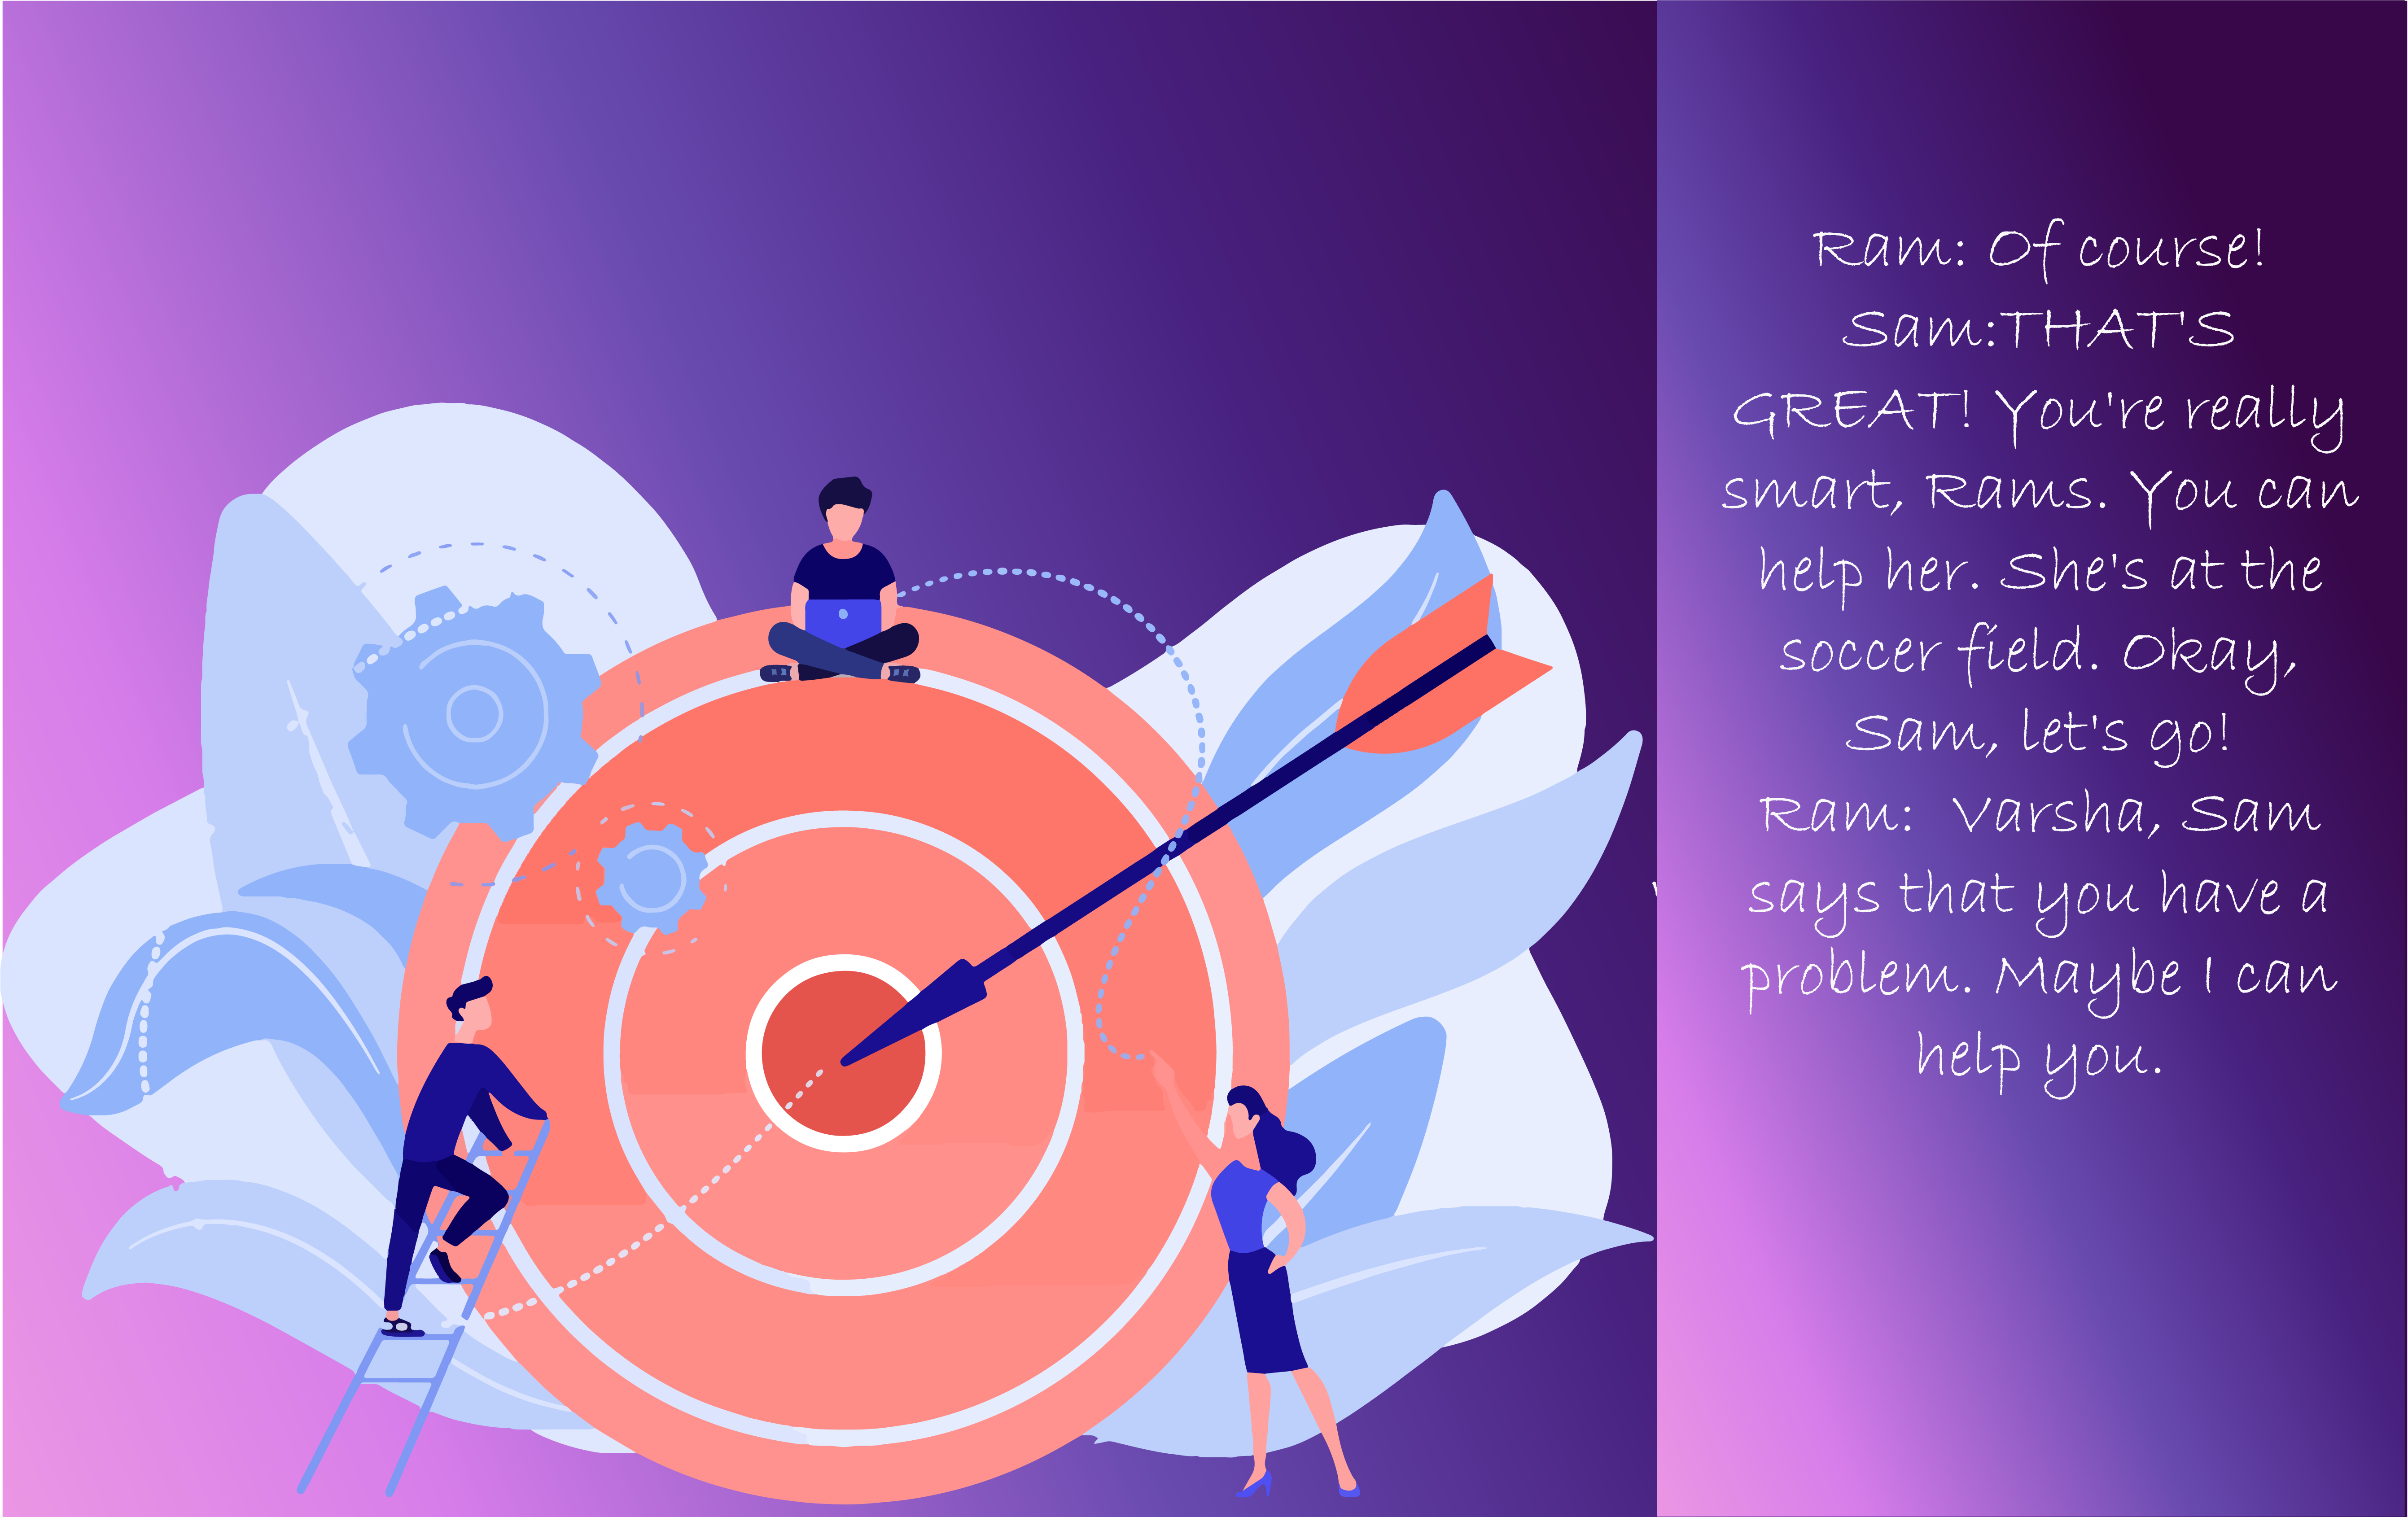 Ram: Of course!
Sam:THAT'S
GREAT! You're really
smart, Rams. You can
help her. She's at the
soccer field. Okay,
Sam, let's go!
Ram:  Varsha, Sam
says that you have a
problem. Maybe I can
help you.